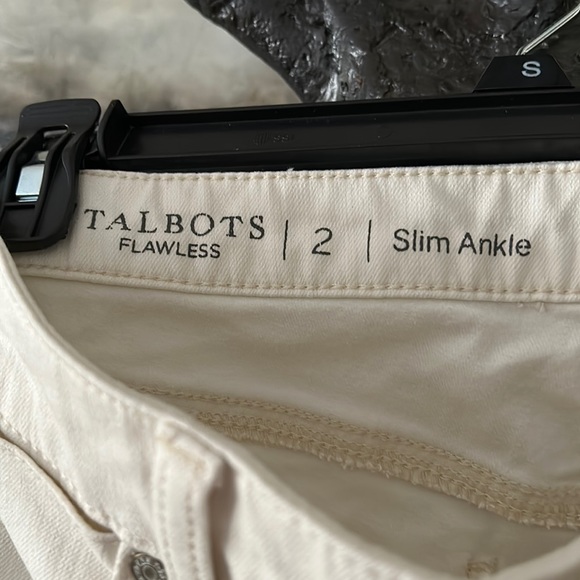 S
TALBOTS
FLAWLESS
| 2 | Slim Ankle